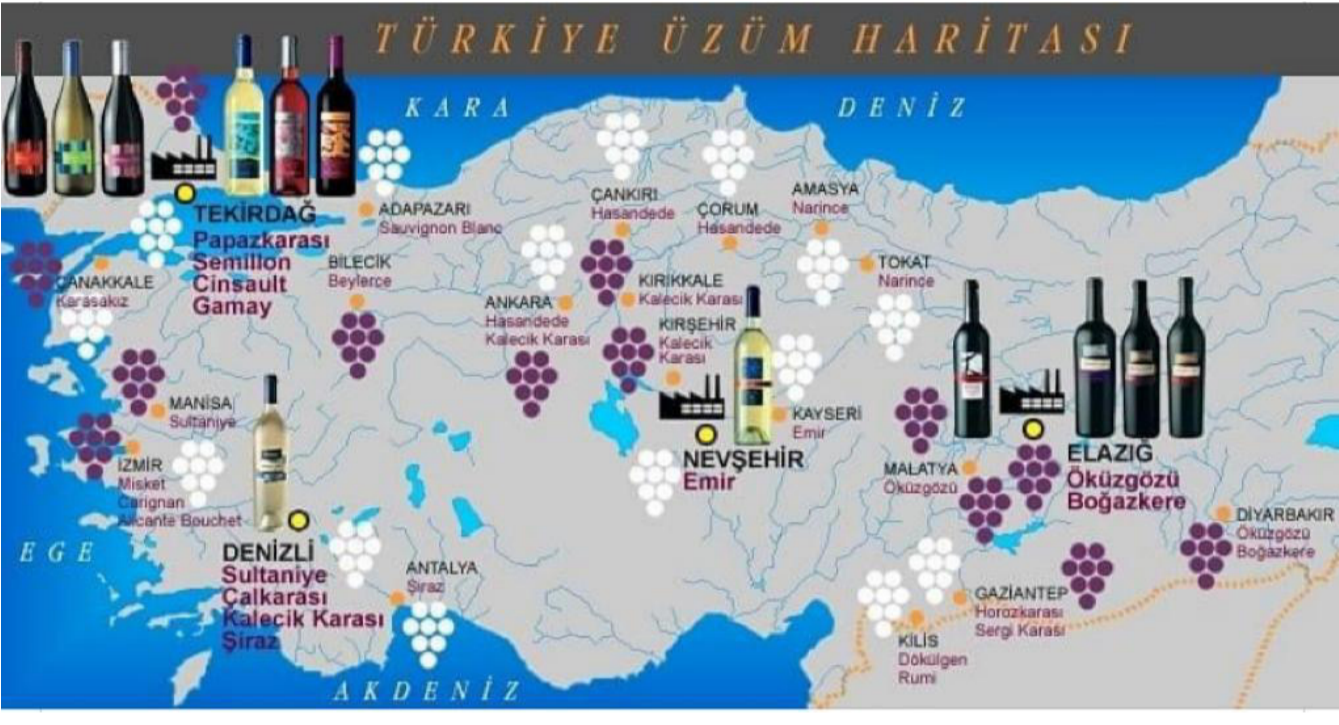 TÜRKİYE ÜZÜM HARİTASI
KARA
DENİZ
TEKİRDAĞ
Papazkarası
Semillon
Cinsault
Gamay
ADAPAZARI
Sauvignon Blanc
ÇANKIRI
Hasandede
ÇORUM
Hasandede
AMASYA
Narince
ÇANAKKALE
Karasakız
BİLECİK
Beylerce
ANKARA
Hasandede
Kalecik Karası
KIRIKKALE
Kalecik Karası
KIRŞEHİR
Kalecik
Karası
TOKAT
Narince
MANİSA
Sultaniye
IZMİR
Misket
Carignan
Alicante Bouchet
KAYSERİ
Emir
NEVŞEHİR
Emir
MALATYA
Öküzgözü
ELAZIĞ
Öküzgözü
Boğazkere
DİYARBAKIR
Öküzgözü
Boğazkere
EGE
DENİZLİ
Sultaniye
Çalkarası
Kalecik Karası
Şiraz
ANTALYA
Şiraz
GAZİANTEP
Horozkarası
Sergi Karası
KİLİS
Dökülgen
Rumi
AKDENİZ